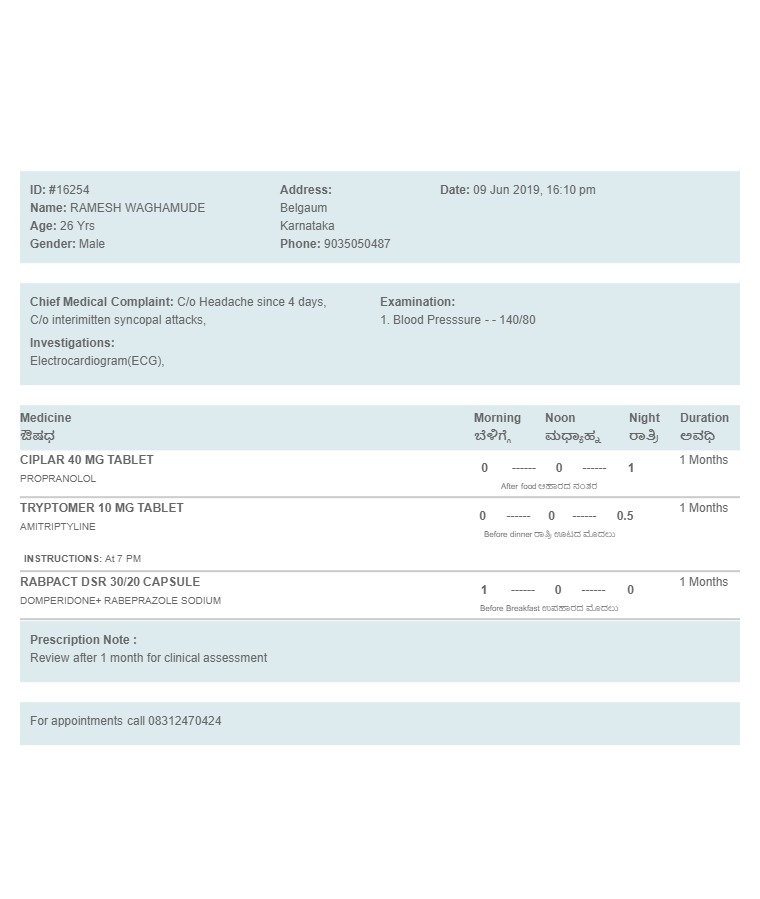 ID: #16254
Name: RAMESH WAGHAMUDE
Age: 26 Yrs
Gender: Male
Address:
Belgaum
Karnataka
Phone: 9035050487
Date: 09 Jun 2019, 16:10 pm
Chief Medical Complaint: C/o Headache since 4 days,
C/o interimitten syncopal attacks,
Investigations:
Electrocardiogram(ECG),
Examination:
1. Blood Presssure - - 140/80
Medicine Morning Noon Night Duration
ಔಷಧ ಬೆಳಿಗ್ಗೆ ಮಧ್ಯಾಹ್ನ ರಾತ್ರಿ ಅವಧಿ
CIPLAR 40 MG TABLET 0 ------ 0 ------ 1 1 Months
PROPRANOLOL
After food ಆಹಾರದ ನಂತರ
TRYPTOMER 10 MG TABLET 0 ------ 0 ------ 0.5 1 Months
AMITRIPTYLINE
Before dinner ರಾತ್ರಿ ಊಟದ ಮೊದಲು
INSTRUCTIONS: At 7 PM
RABPACT DSR 30/20 CAPSULE 1 ------ 0 ------ 0 1 Months
DOMPERIDONE+ RABEPRAZOLE SODIUM
Before Breakfast ಉಪಹಾರದ ಮೊದಲು
Prescription Note :
Review after 1 month for clinical assessment
For appointments call 08312470424